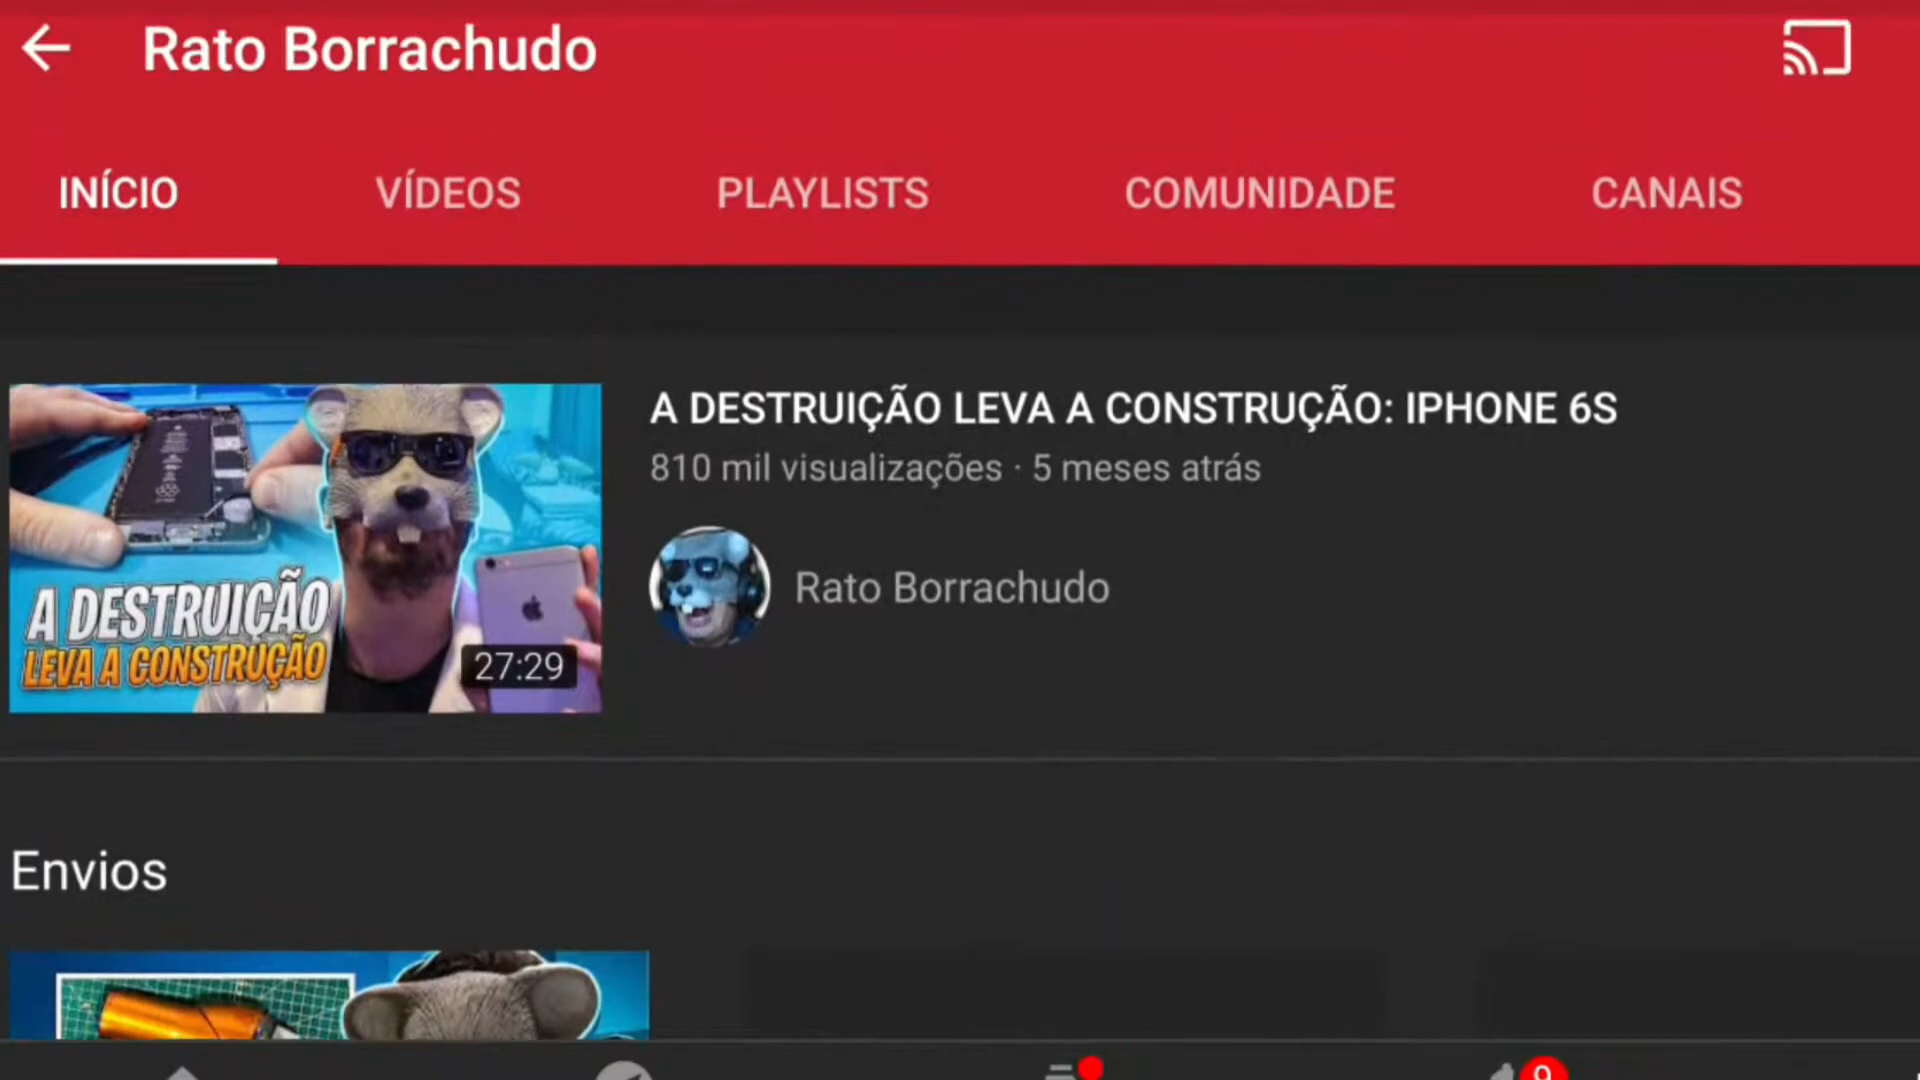 Rato Borrachudo
INÍCIO
VÍDEOS
PLAYLISTS
COMUNIDADE
CANAIS
A DESTRUIÇÃO
LEVA A CONSTRUÇÃO
27:29
A DESTRUIÇÃO LEVA A CONSTRUÇÃO: IPHONE 6S
810 mil visualizações · 5 meses atrás
Rato Borrachudo
Envios
9